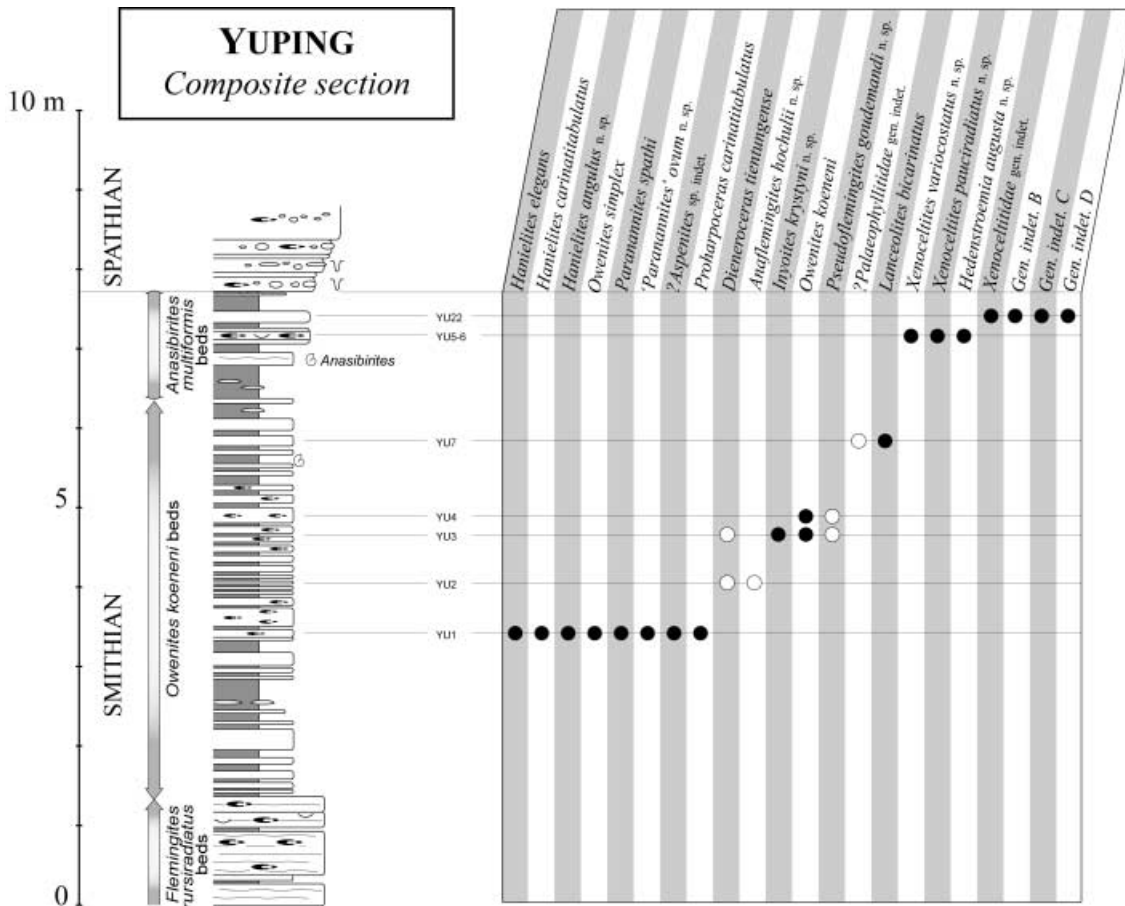 YUPING
Composite section
10 m
5
0
SPATHIAN
SMITHIAN
Anasibirites
multiformis
beds
Owenites koeneni beds
Flemingites
rursiradiatus
beds
Anasibirites
Hanielites elegans
Hanielites carinatitabulatus
Hanielites angulus n. sp.
Owenites simplex
Paranannites spathi
'Paranannites' ovum n. sp.
?Aspenites sp. indet.
Proharpoceras carinatitabulatum
Dieneroceras tientungense
Anaflemingites hochulii n. sp.
Inyoites krystyni n. sp.
Owenites koeneni
Pseudoflemingites goudemandi n. sp.
?Palaeophyllitidae gen. indet.
Lanceolites bicarinatus
Xenoceltites variocostatus n. sp.
Xenoceltites pauciradiatus n. sp.
Hedenstroemia augusta n. sp.
Xenoceltitidae gen. indet.
Gen. indet. B
Gen. indet. C
Gen. indet. D
YU22
YU5-6
YU7
YU4
YU3
YU2
YU1